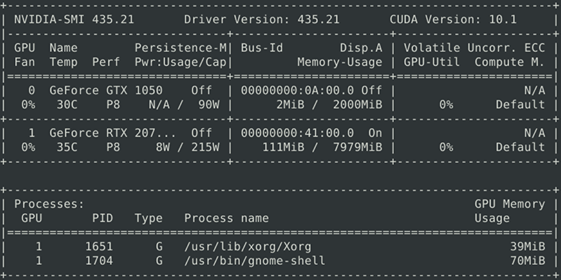 NVIDIA-SMI 435.21 Driver Version: 435.21 CUDA Version: 10.1
GPU Name Persistence-M| Bus-Id Disp.A | Volatile Uncorr. ECC
Fan Temp Perf Pwr:Usage/Cap| Memory-Usage | GPU-Util Compute M.
0 GeForce GTX 1050 Off | 00000000:0A:00.0 Off | N/A
0% 30C P8 N/A / 90W | 2MiB / 2000MiB | 0% Default
1 GeForce RTX 207... Off | 00000000:41:00.0 On | N/A
0% 35C P8 8W / 215W | 111MiB / 7979MiB | 0% Default
Processes: GPU Memory
GPU PID Type Process name Usage
1 1651 G /usr/lib/xorg/Xorg 39MiB
1 1704 G /usr/bin/gnome-shell 70MiB